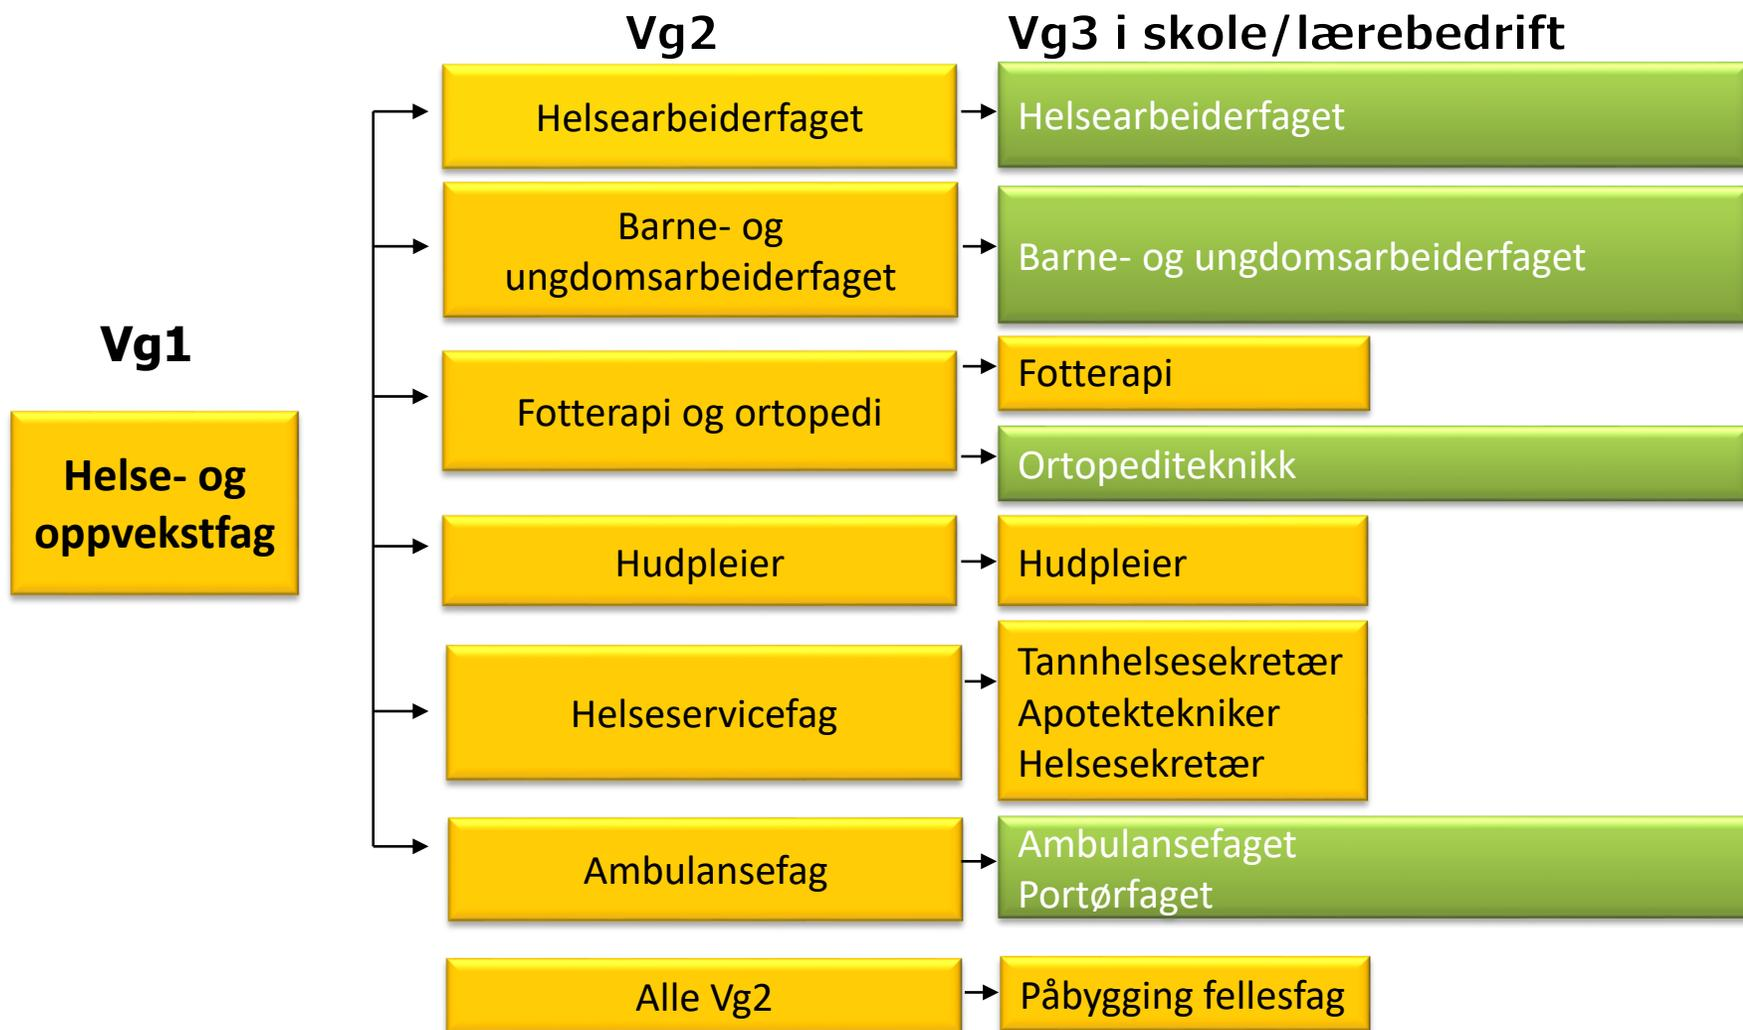 Vg2
Vg3 i skole/lærebedrift
Helsearbeiderfaget
Helsearbeiderfaget
Barne- og
ungdomsarbeiderfaget
Barne- og ungdomsarbeiderfaget
Vg1
Helse- og
oppvekstfag
Fotterapi og ortopedi
Fotterapi
Ortopediteknikk
Hudpleier
Hudpleier
Helseservicefag
Tannhelsesekretær
Apotektekniker
Helsesekretær
Ambulansefag
Ambulansefaget
Portørfaget
Alle Vg2
Påbygging fellesfag